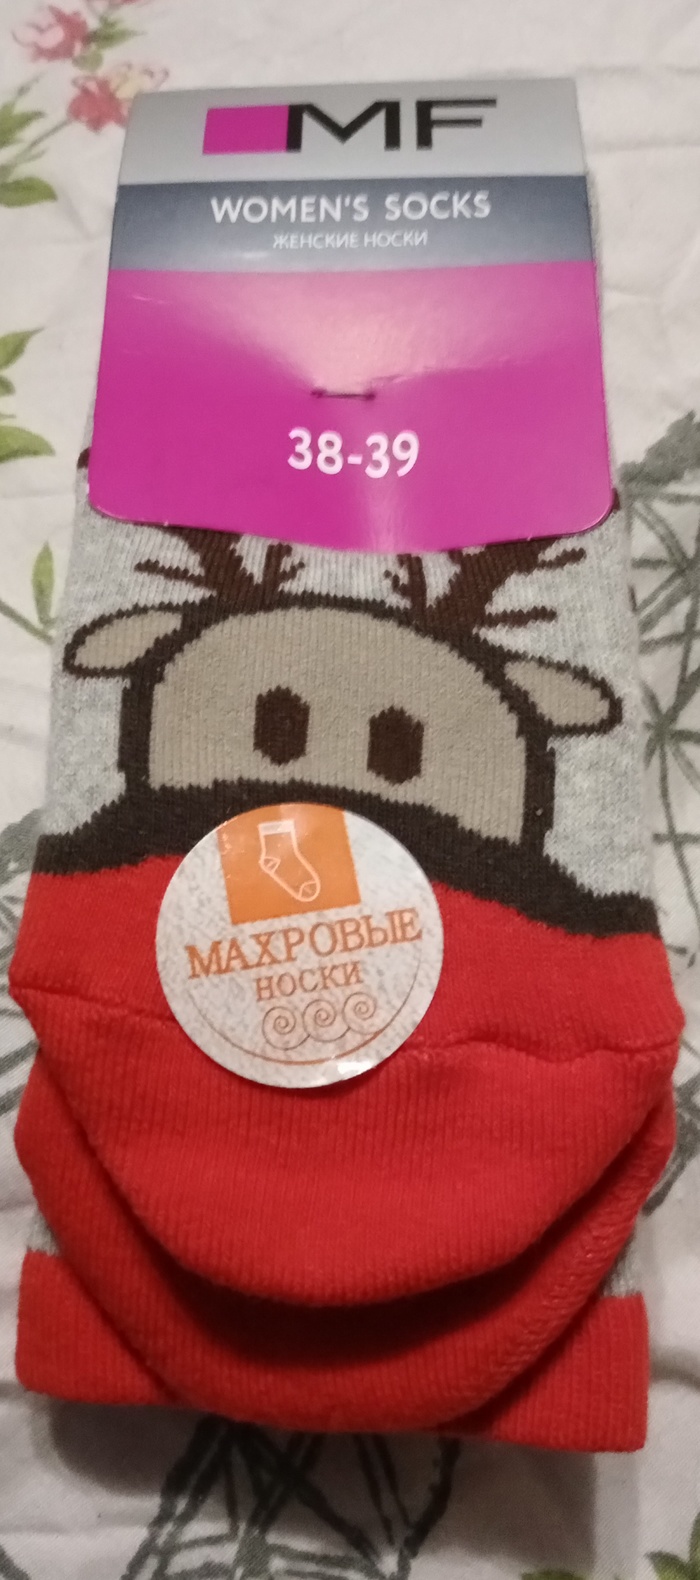 MF
WOMEN'S SOCKS
ЖЕНСКИЕ НОСКИ
38-39
МАХРОВЫЕ
НОСКИ